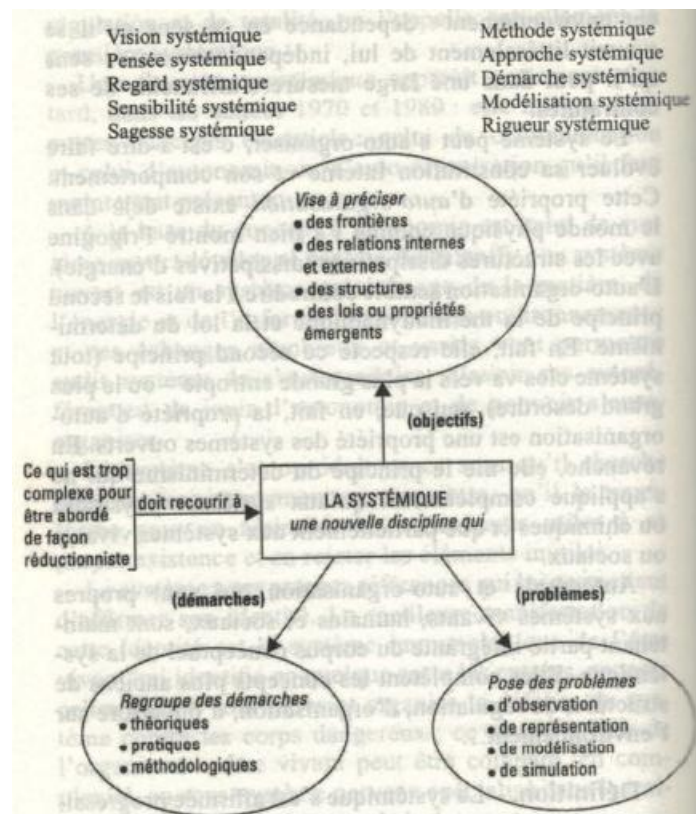 Vision systémique
Pensée systémique
Regard systémique
Sensibilité systémique
Sagesse systémique
Méthode systémique
Approche systémique
Démarche systémique
Modélisation systémique
Rigueur systémique
Vise à préciser
• des frontières
• des relations internes
et externes
• des structures
• des lois ou propriétés
émergents
(objectifs)
Ce qui est trop
complexe pour
être abordé
de façon
réductionniste
doit recourir à
LA SYSTÉMIQUE
une nouvelle discipline qui
(démarches)
(problèmes)
Regroupe des démarches
• théoriques
• pratiques
• méthodologiques
Pose des problèmes
• d'observation
• de représentation
• de modélisation
• de simulation